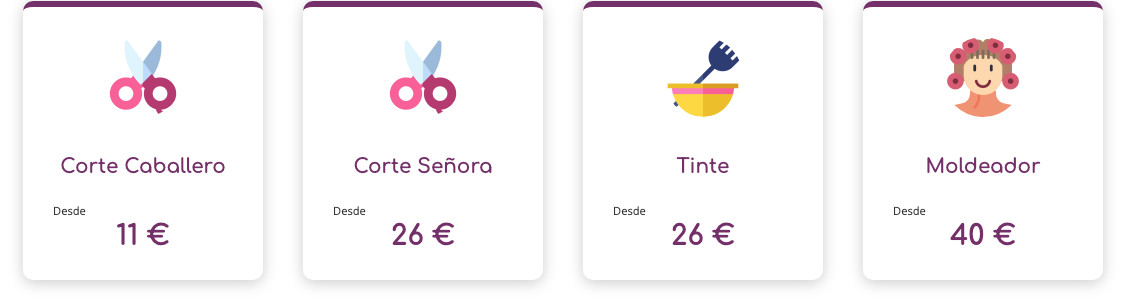 Corte Caballero
Desde
11 €
Corte Señora
Desde
26 €
Tinte
Desde
26 €
Moldeador
Desde
40 €